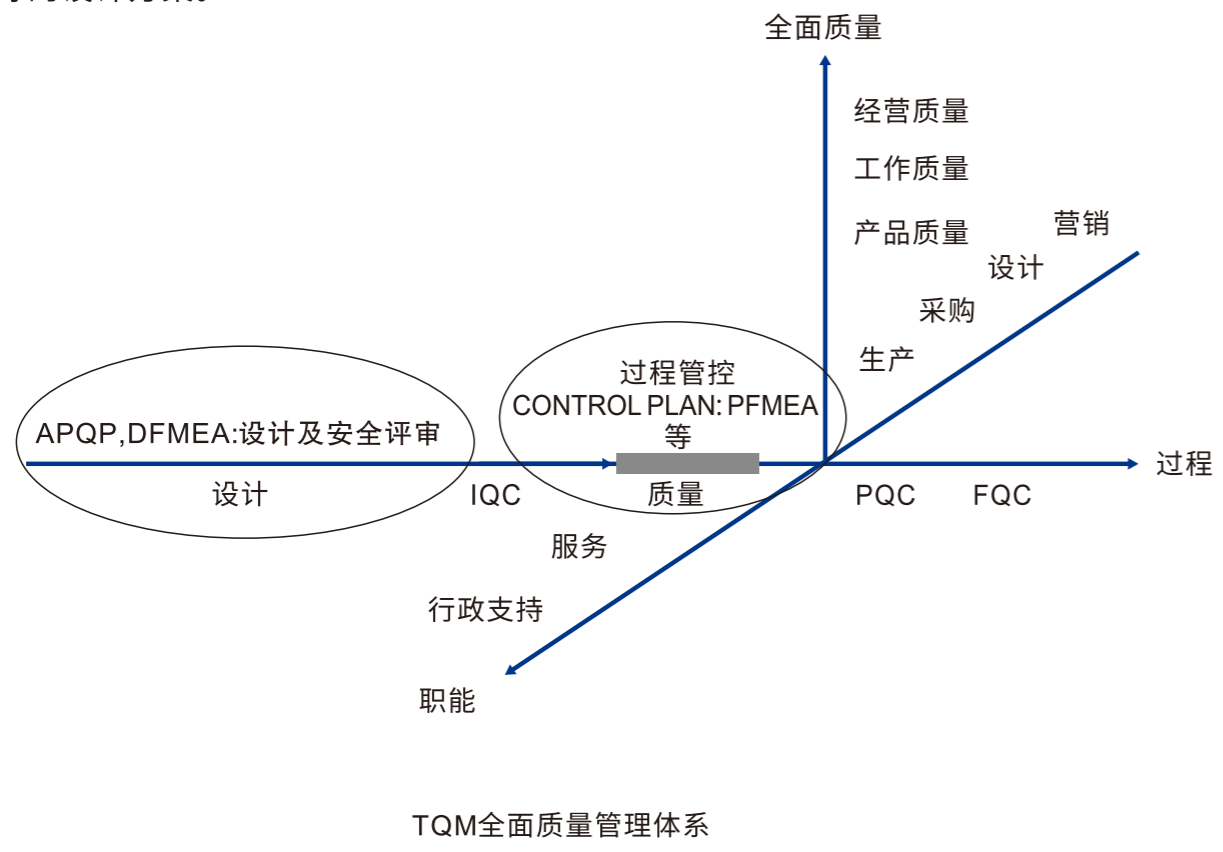 全面质量
经营质量
工作质量
产品质量
营销
设计
采购
生产
过程管控
CONTROL PLAN: PFMEA
等
APQP,DFMEA:设计及安全评审
过程
设计
IQC
质量
PQC
FQC
服务
行政支持
职能
TQM全面质量管理体系